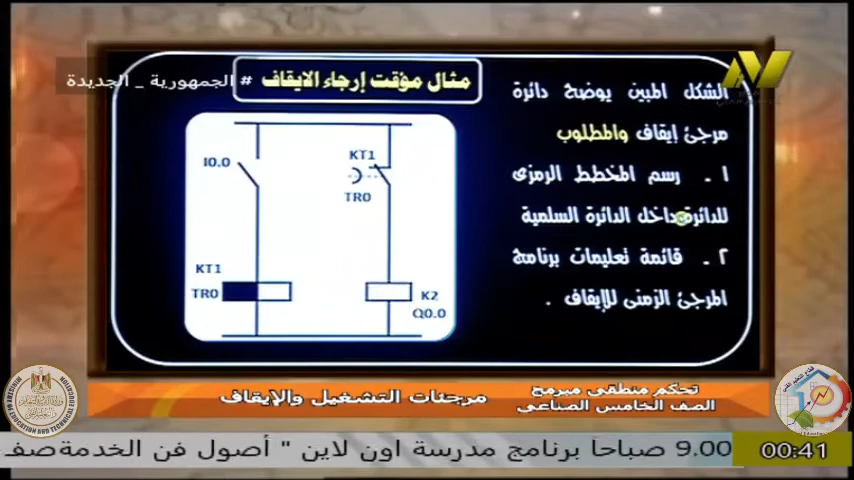 # الجمهورية _ الجديدة
مثال مؤقت إرجاء الايقاف
الشكل المبين يوضح دائرة
مرجئ إيقاف والمطلوب
١ . رسم المخطط الرمزى
للدائرة داخل الدائرة السلمية
٢ . قائمة تعليمات برنامج
المرجئ الزمنى للإيقاف .
I0.0
KT1
TR0
KT1
TR0
K2
Q0.0
تحكم منطقى مبرمج
الصف الخامس الصناعي
مرجئات التشغيل والإيقاف
9.00 صباحا برنامج مدرسة اون لاين " أصول فن الخدمة صف
00:41